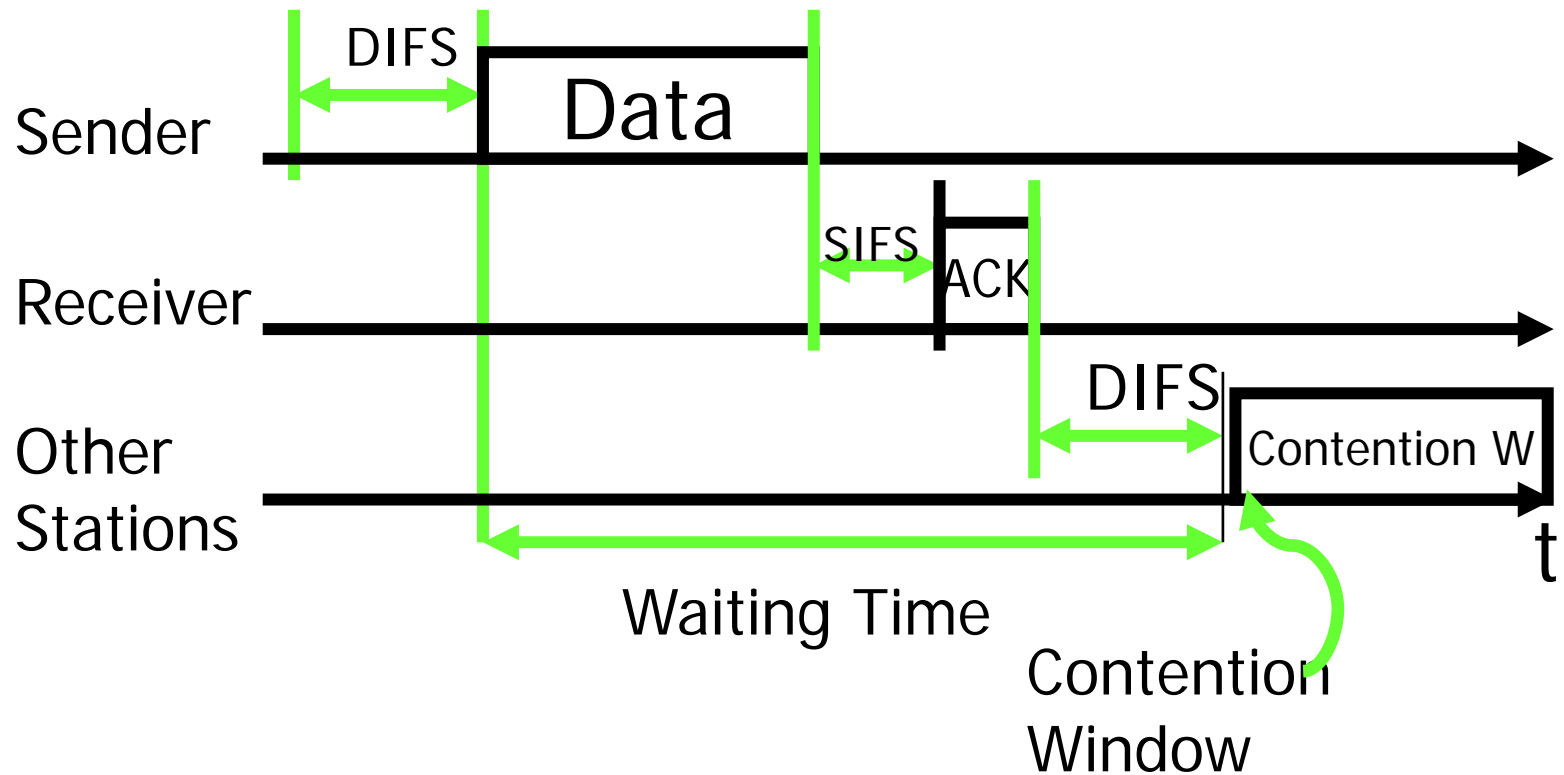 DIFS
Data
Sender
SIFS
ACK
Receiver
DIFS
Contention W
Other
Stations
t
Waiting Time
Contention
Window